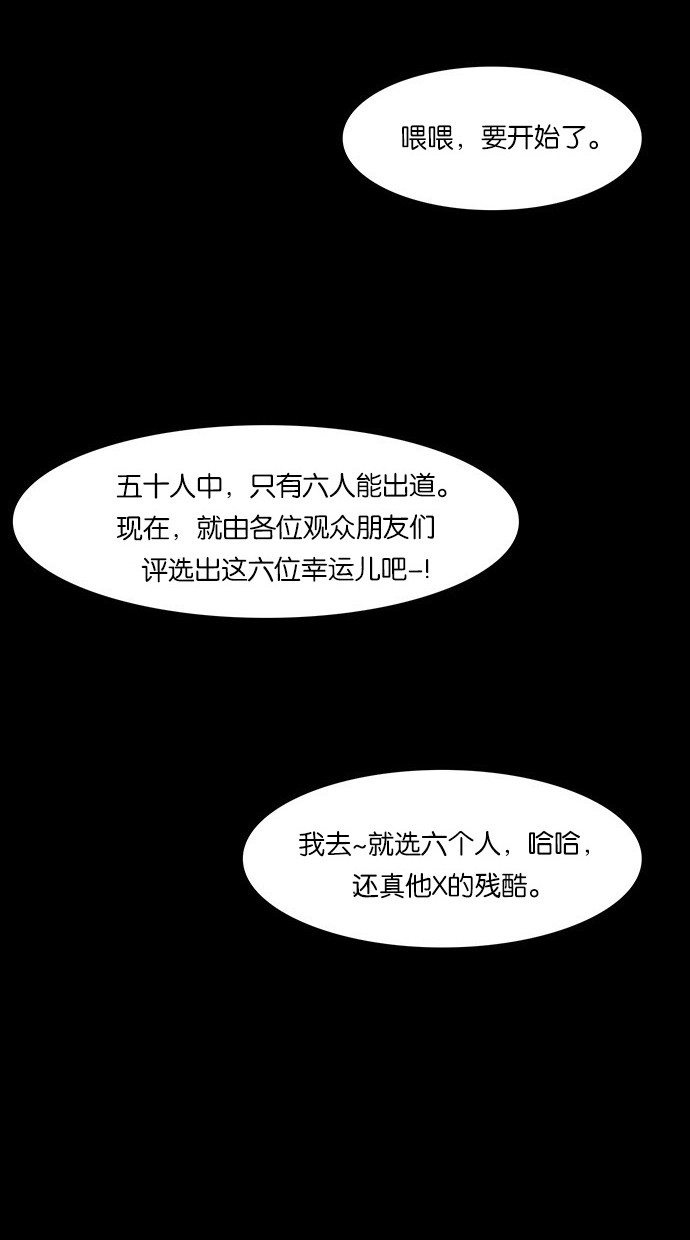 喂喂，要开始了。
五十人中，只有六人能出道。
现在，就由各位观众朋友们
评选出这六位幸运儿吧-!
我去~就选六个人，哈哈，
还真他X的残酷。